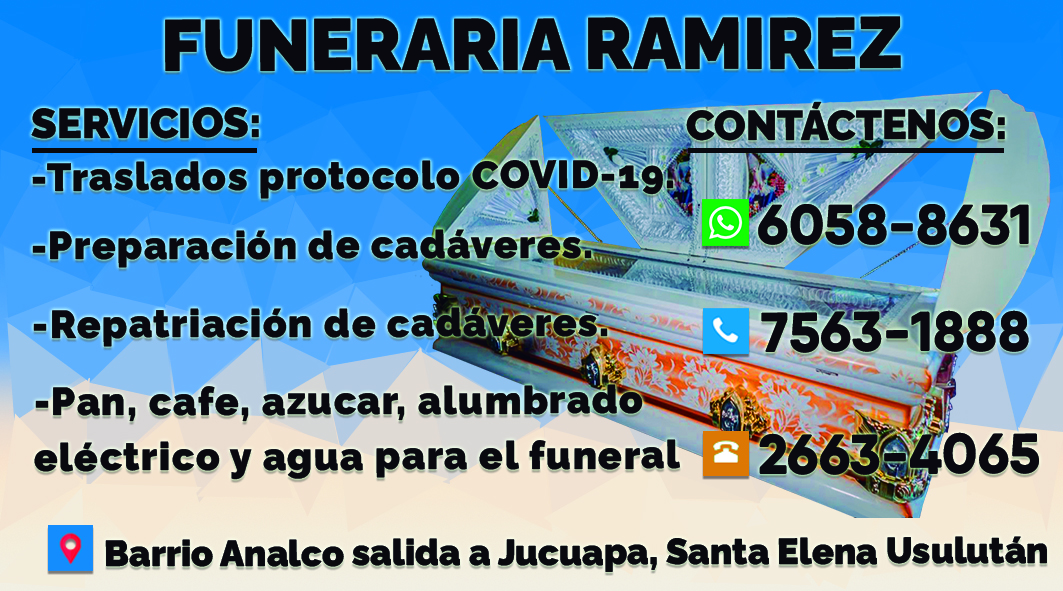 FUNERARIA RAMIREZ
SERVICIOS:
-Traslados protocolo COVID-19.
-Preparación de cadáveres.
-Repatriación de cadáveres.
-Pan, cafe, azucar, alumbrado
eléctrico y agua para el funeral
CONTÁCTENOS:
6058-8631
7563-1888
2663-4065
Barrio Analco salida a Jucuapa, Santa Elena Usulután